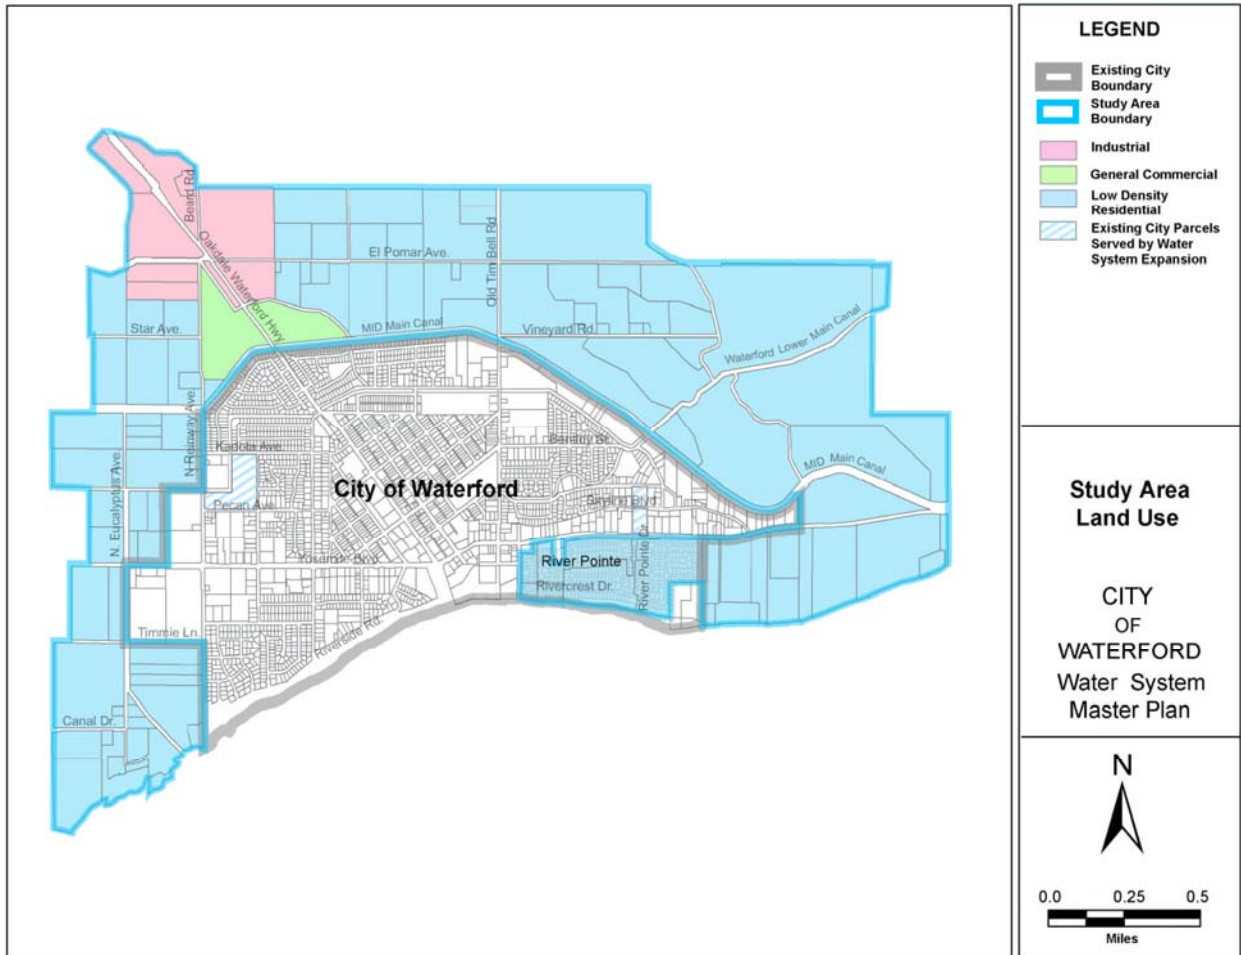 Beard Rd
Oakdale Waterford Hwy
El Pomar Ave.
Old Tim Bell Rd
Star Ave.
MID Main Canal
Vineyard Rd.
Waterford Lower Main Canal
N Reinway Ave.
Kadota Ave.
Bentley St.
N. Eucalyptus Ave.
City of Waterford
MID Main Canal
Pecan Ave.
Skyline Blvd
Yosemite Blvd
River Pointe
River Pointe Dr.
Rivercrest Dr.
Timmie Ln.
Riverside Rd.
Canal Dr.
LEGEND
Existing City
Boundary
Study Area
Boundary
Industrial
General Commercial
Low Density
Residential
Existing City Parcels
Served by Water
System Expansion
Study Area
Land Use
CITY
OF
WATERFORD
Water System
Master Plan
N
0.0 0.25 0.5
Miles